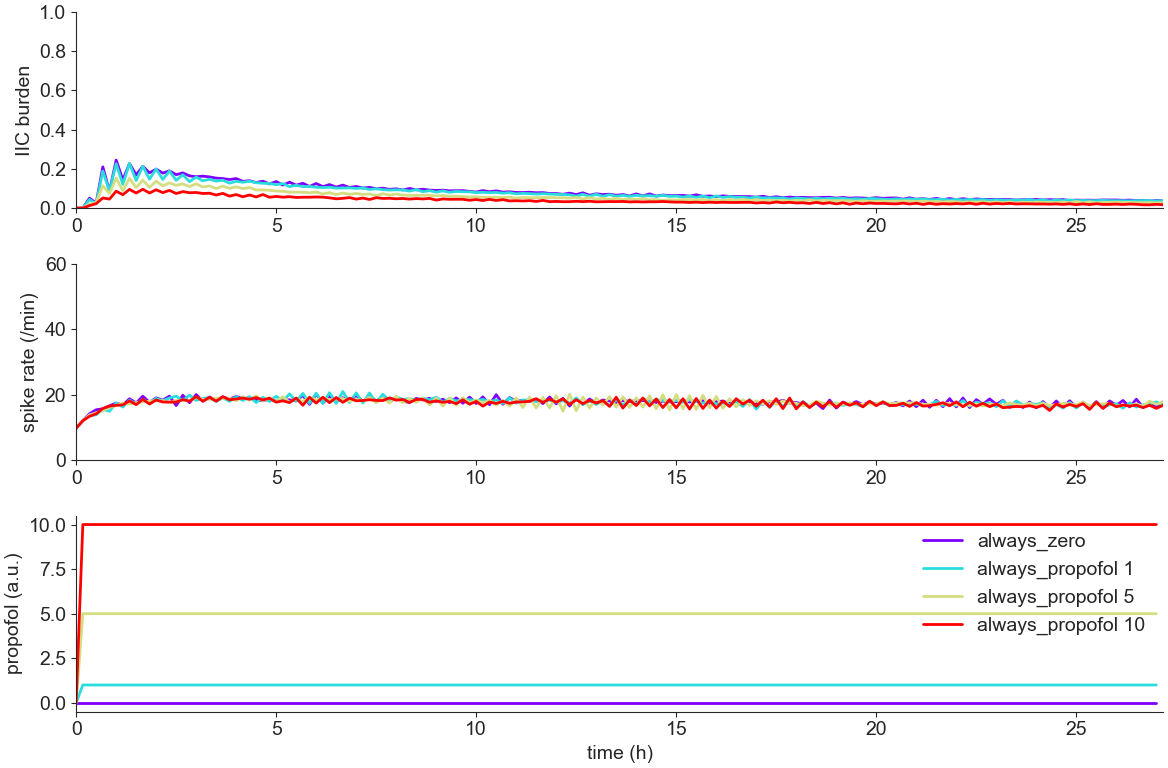 1.0
0.8
0.6
0.4
0.2
0.0
IIC burden
0 5 10 15 20 25
60
40
20
0
spike rate (/min)
0 5 10 15 20 25
10.0
7.5
5.0
2.5
0.0
propofol (a.u.)
always_zero
always_propofol 1
always_propofol 5
always_propofol 10
0 5 10 15 20 25
time (h)